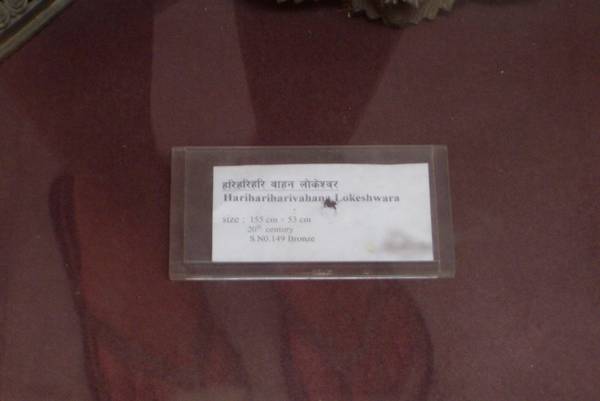 हरिहरिहरि वाहन लोकेश्वर
Harihariharivahana Lokeshwara
size : 155 cm × 53 cm
20th century
S.N0.149 Bronze